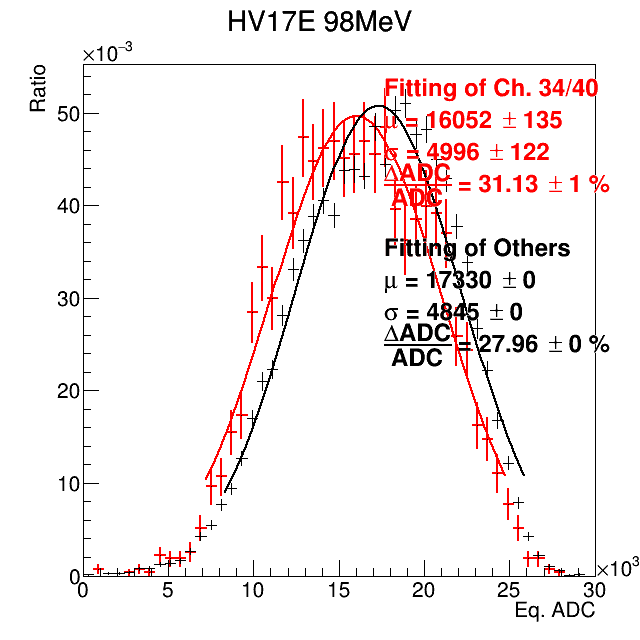 HV17E 98MeV
×10⁻³
Ratio
50
40
30
20
10
0
Fitting of Ch. 34/40
μ = 16052 ± 135
σ = 4996 ± 122
ΔADC
ADC
= 31.13 ± 1 %
Fitting of Others
μ = 17330 ± 0
σ = 4845 ± 0
ΔADC
ADC
= 27.96 ± 0 %
0 5 10 15 20 25 30
×10³
Eq. ADC